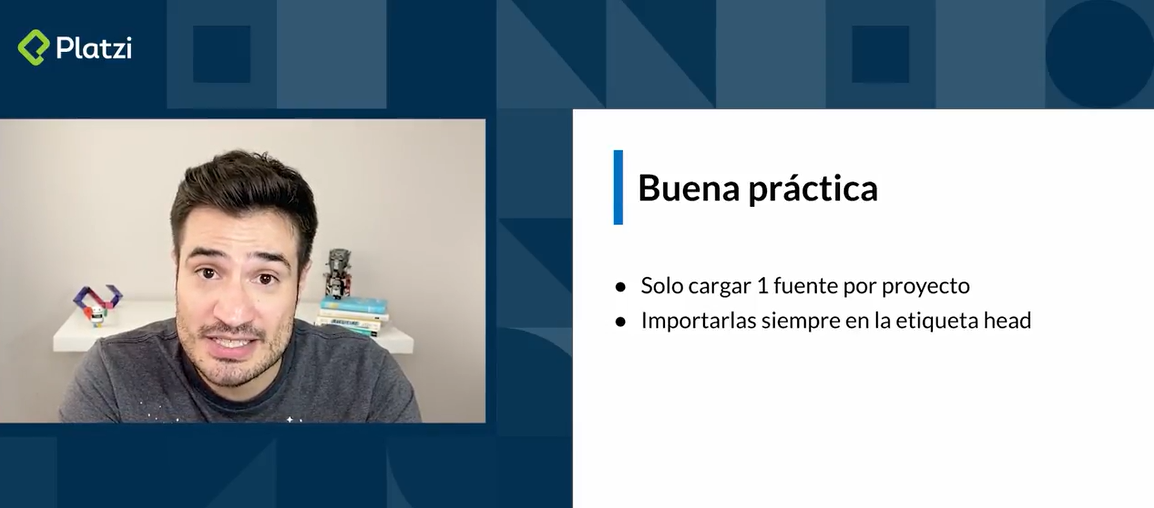 Platzi
Buena práctica
● Solo cargar 1 fuente por proyecto
● Importarlas siempre en la etiqueta head